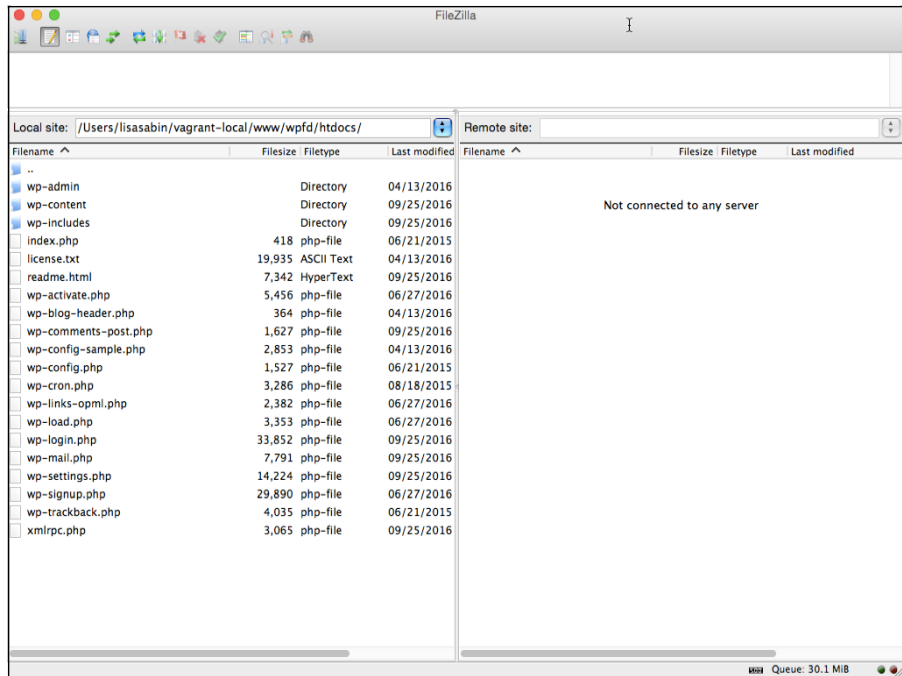 FileZilla
Local site: /Users/lisasabin/vagrant-local/www/wpfd/htdocs/
Remote site:
Filename Filesize Filetype Last modified
..
wp-admin Directory 04/13/2016
wp-content Directory 09/25/2016
wp-includes Directory 09/25/2016
index.php 418 php-file 06/21/2015
license.txt 19,935 ASCII Text 04/13/2016
readme.html 7,342 HyperText 09/25/2016
wp-activate.php 5,456 php-file 06/27/2016
wp-blog-header.php 364 php-file 04/13/2016
wp-comments-post.php 1,627 php-file 09/25/2016
wp-config-sample.php 2,853 php-file 04/13/2016
wp-config.php 1,527 php-file 06/21/2015
wp-cron.php 3,286 php-file 08/18/2015
wp-links-opml.php 2,382 php-file 06/27/2016
wp-load.php 3,353 php-file 06/27/2016
wp-login.php 33,852 php-file 09/25/2016
wp-mail.php 7,791 php-file 09/25/2016
wp-settings.php 14,224 php-file 09/25/2016
wp-signup.php 29,890 php-file 06/27/2016
wp-trackback.php 4,035 php-file 06/21/2015
xmlrpc.php 3,065 php-file 09/25/2016
Filename Filesize Filetype Last modified
Not connected to any server
Queue: 30.1 MiB